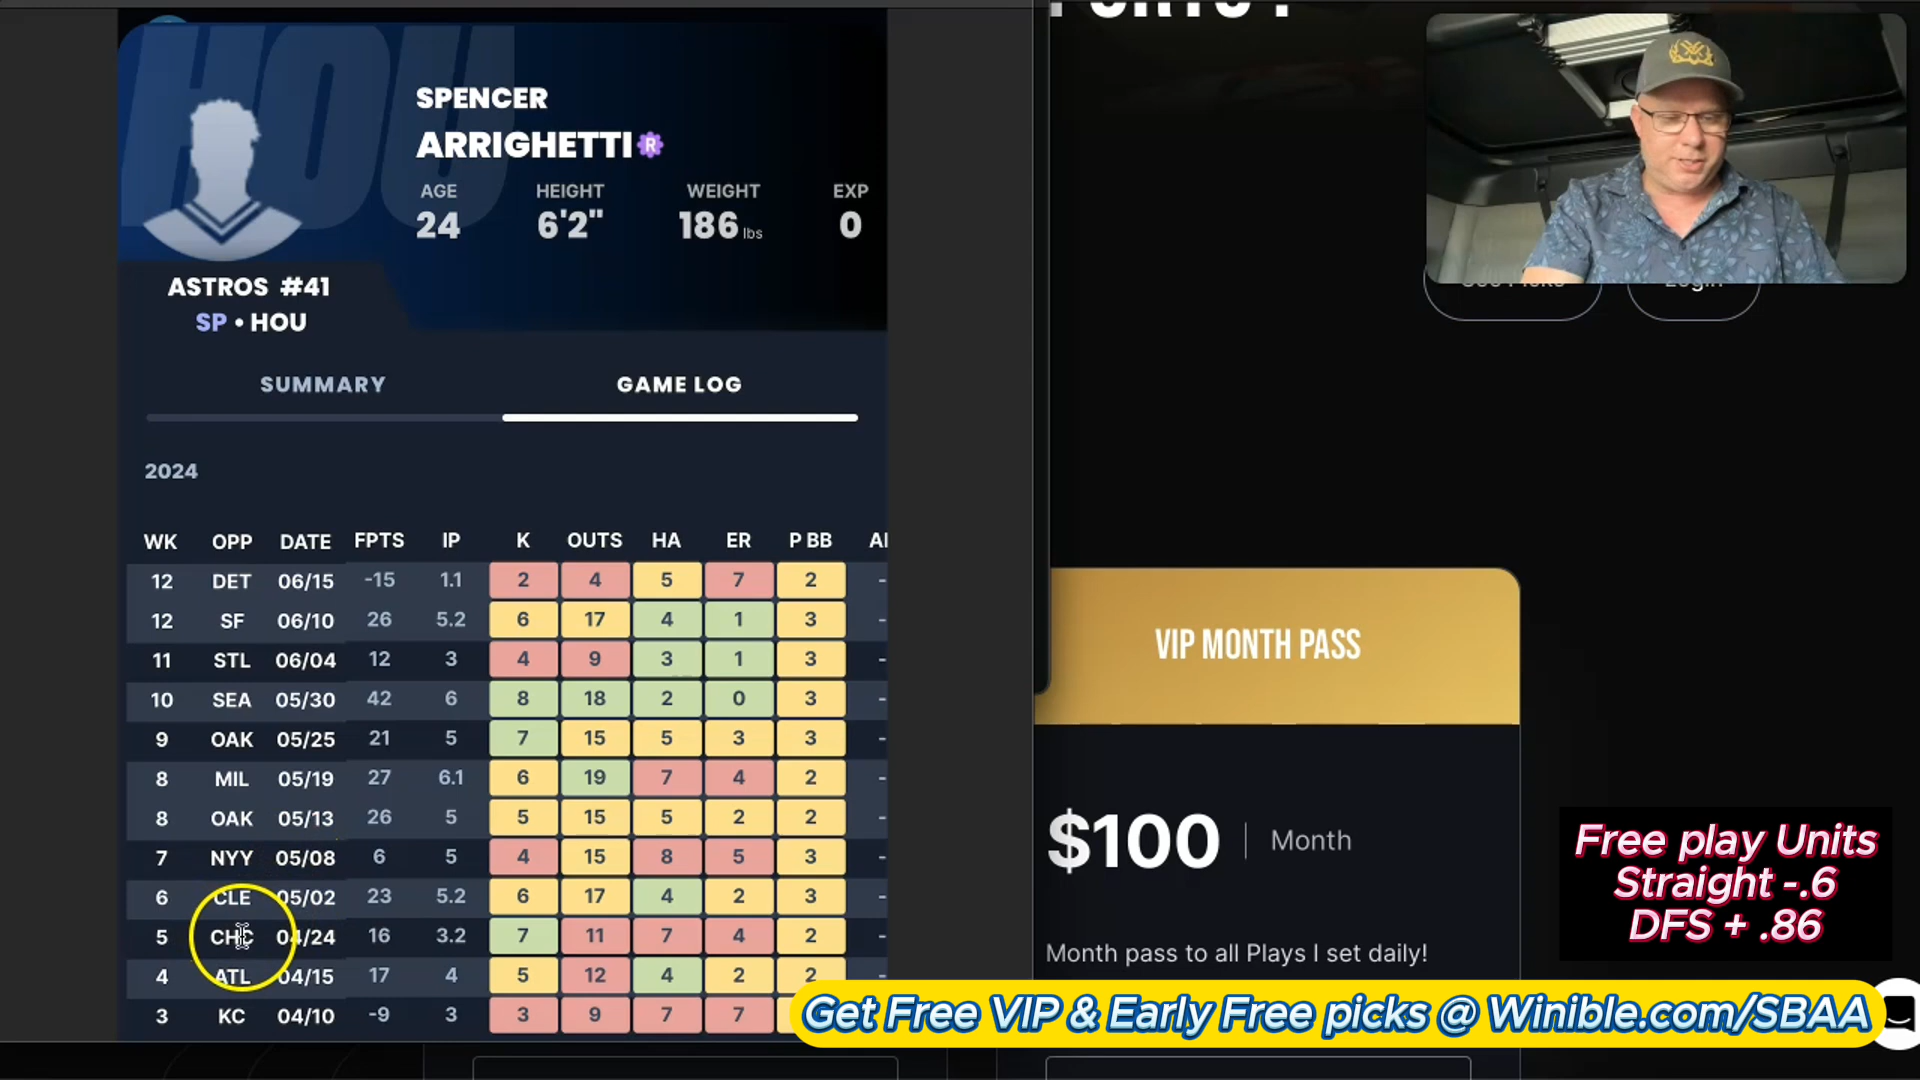 SPENCER
ARRIGHETTI R
AGE HEIGHT WEIGHT EXP
24 6'2" 186 lbs 0
ASTROS #41
SP • HOU
SUMMARY GAME LOG
2024
WK OPP DATE FPTS IP K OUTS HA ER P BB
12 DET 06/15 -15 1.1 2 4 5 7 2 -
12 SF 06/10 26 5.2 6 17 4 1 3 -
11 STL 06/04 12 3 4 9 3 1 3 -
10 SEA 05/30 42 6 8 18 2 0 3 -
9 OAK 05/25 21 5 7 15 5 3 3 -
8 MIL 05/19 27 6.1 6 19 7 4 2 -
8 OAK 05/13 26 5 5 15 5 2 2 -
7 NYY 05/08 6 5 4 15 8 5 3 -
6 CLE 05/02 23 5.2 6 17 4 2 3 -
5 CHC 04/24 16 3.2 7 11 7 4 2 -
4 ATL 04/15 17 4 5 12 4 2 2 -
3 KC 04/10 -9 3 3 9 7 7
HOU
VIP MONTH PASS
$100 Month
Month pass to all Plays I set daily!
Free play Units
Straight -.6
DFS + .86
Get Free VIP & Early Free picks @ Winible.com/SBAA